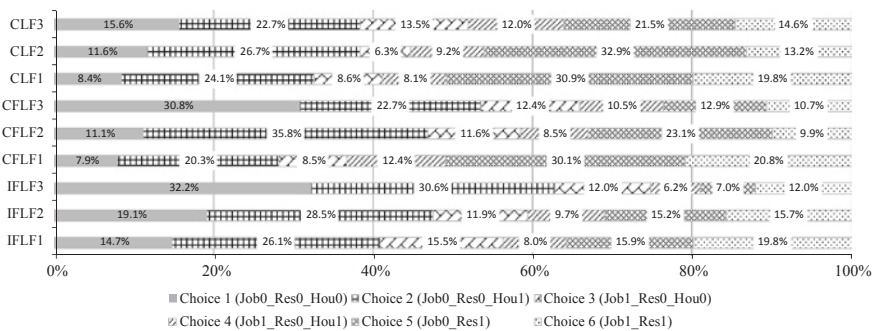 CLF3 15.6% 22.7% 13.5% 12.0% 21.5% 14.6%
CLF2 11.6% 26.7% 6.3% 9.2% 32.9% 13.2%
CLF1 8.4% 24.1% 8.6% 8.1% 30.9% 19.8%
CFLF3 30.8% 22.7% 12.4% 10.5% 12.9% 10.7%
CFLF2 11.1% 35.8% 11.6% 8.5% 23.1% 9.9%
CFLF1 7.9% 20.3% 8.5% 12.4% 30.1% 20.8%
IFLF3 32.2% 30.6% 12.0% 6.2% 7.0% 12.0%
IFLF2 19.1% 28.5% 11.9% 9.7% 15.2% 15.7%
IFLF1 14.7% 26.1% 15.5% 8.0% 15.9% 19.8%
0% 20% 40% 60% 80% 100%
Choice 1 (Job0_Res0_Hou0) Choice 2 (Job0_Res0_Hou1) Choice 3 (Job1_Res0_Hou0)
Choice 4 (Job1_Res0_Hou1) Choice 5 (Job0_Res1) Choice 6 (Job1_Res1)